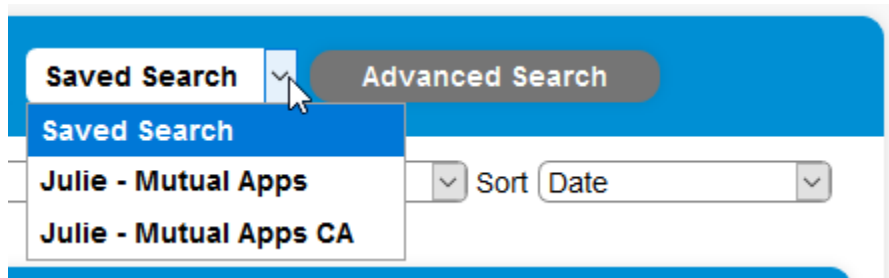 Saved Search Advanced Search
Saved Search
Julie - Mutual Apps
Sort Date
Julie - Mutual Apps CA